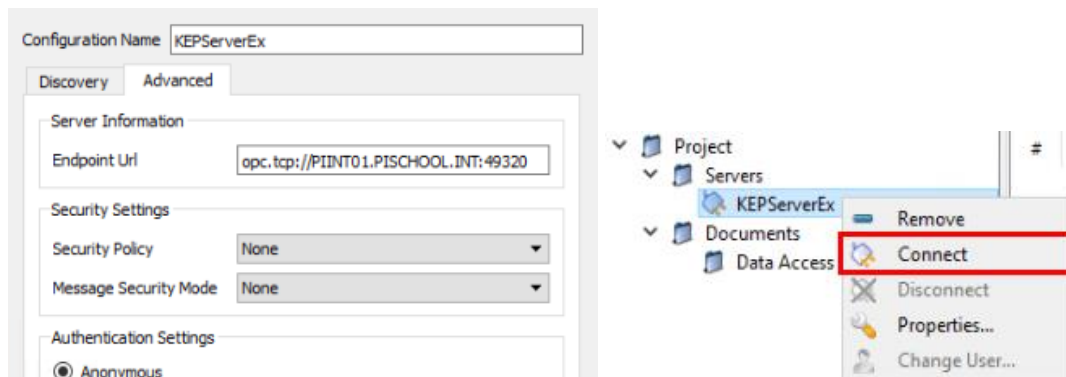 Configuration Name KEPServerEx
Discovery Advanced
Server Information
Endpoint Url opc.tcp://PIINT01.PISCHOOL.INT:49320
Security Settings
Security Policy None
Message Security Mode None
Authentication Settings
Anonymous
Project #
Servers
KEPServerEx
Documents
Data Access
Remove
Connect
Disconnect
Properties...
Change User...